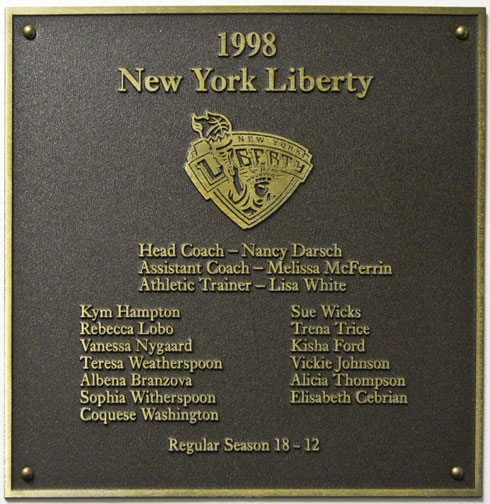 1998
New York Liberty
NEW YORK
LIBERTY
Head Coach – Nancy Darsch
Assistant Coach – Melissa McFerrin
Athletic Trainer – Lisa White
Kym Hampton
Rebecca Lobo
Vanessa Nygaard
Teresa Weatherspoon
Albena Branzova
Sophia Witherspoon
Coquese Washington
Sue Wicks
Trena Trice
Kisha Ford
Vickie Johnson
Alicia Thompson
Elisabeth Cebrian
Regular Season 18 – 12